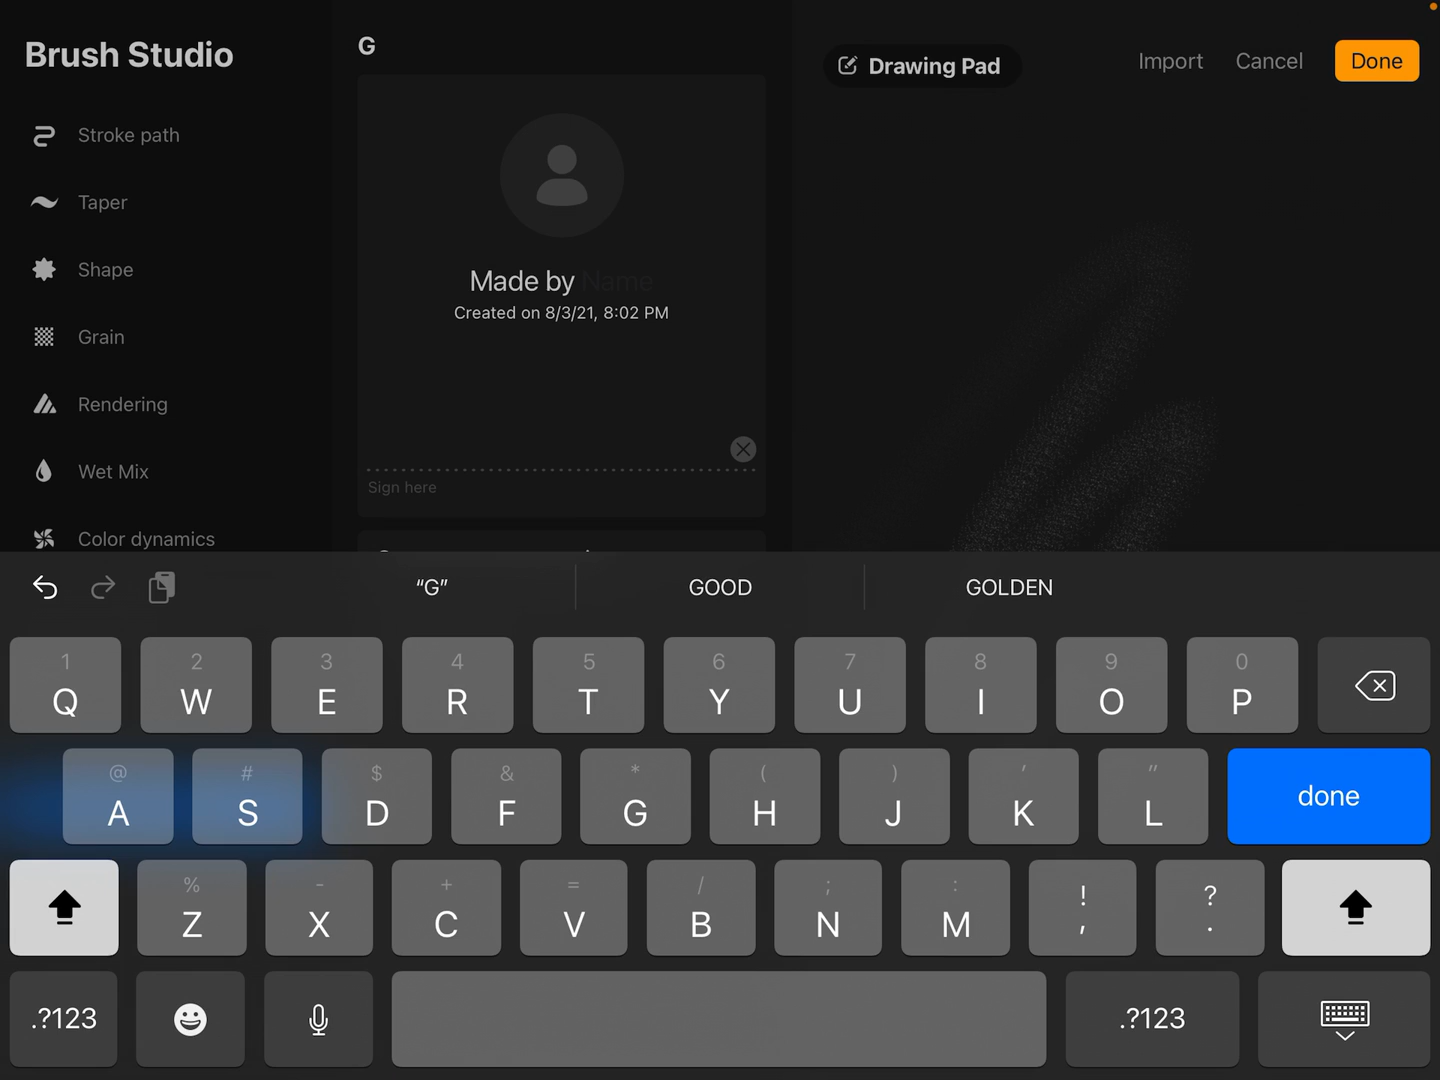 Brush Studio
Stroke path
Taper
Shape
Grain
Rendering
Wet Mix
Color dynamics
G
Made by Name
Created on 8/3/21, 8:02 PM
Sign here
Drawing Pad
Import Cancel Done
“G” GOOD GOLDEN
1 2 3 4 5 6 7 8 9 0
Q W E R T Y U I O P
@ # $ & * ( ) ' "
A S D F G H J K L done
% - + = / ; : ! ?
Z X C V B N M , .
.?123 .?123